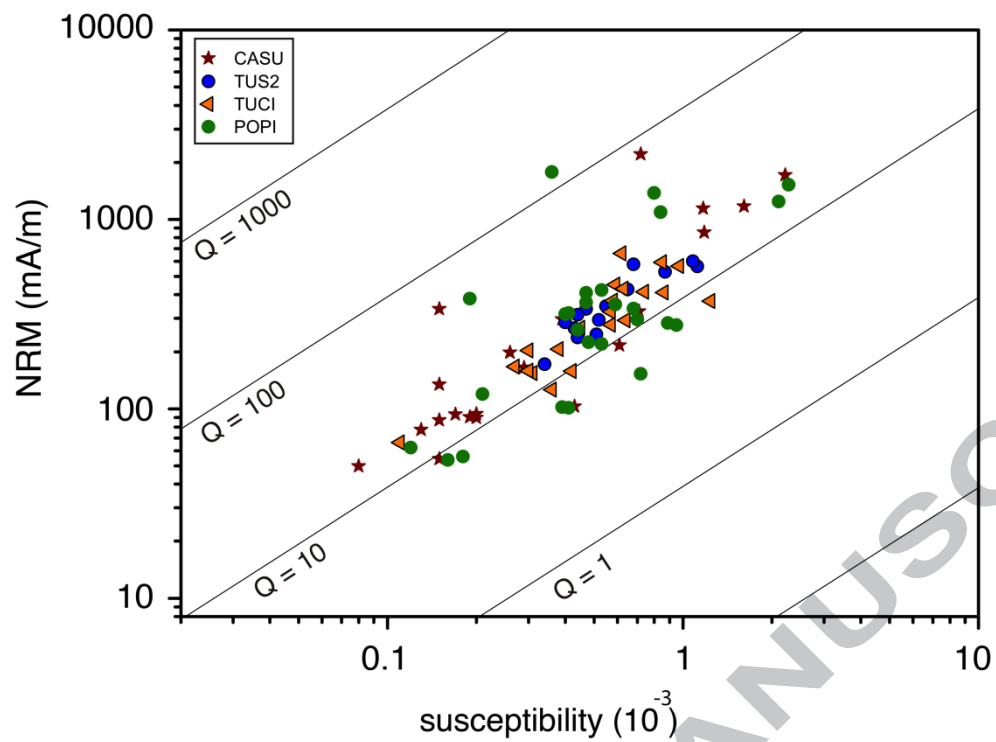 10000
CASU
TUS2
TUCI
POPI
1000
Q = 1000
NRM (mA/m)
Q = 100
100
Q = 10
Q = 1
10
0.1
1
10
susceptibility (10-3)
ANUSC